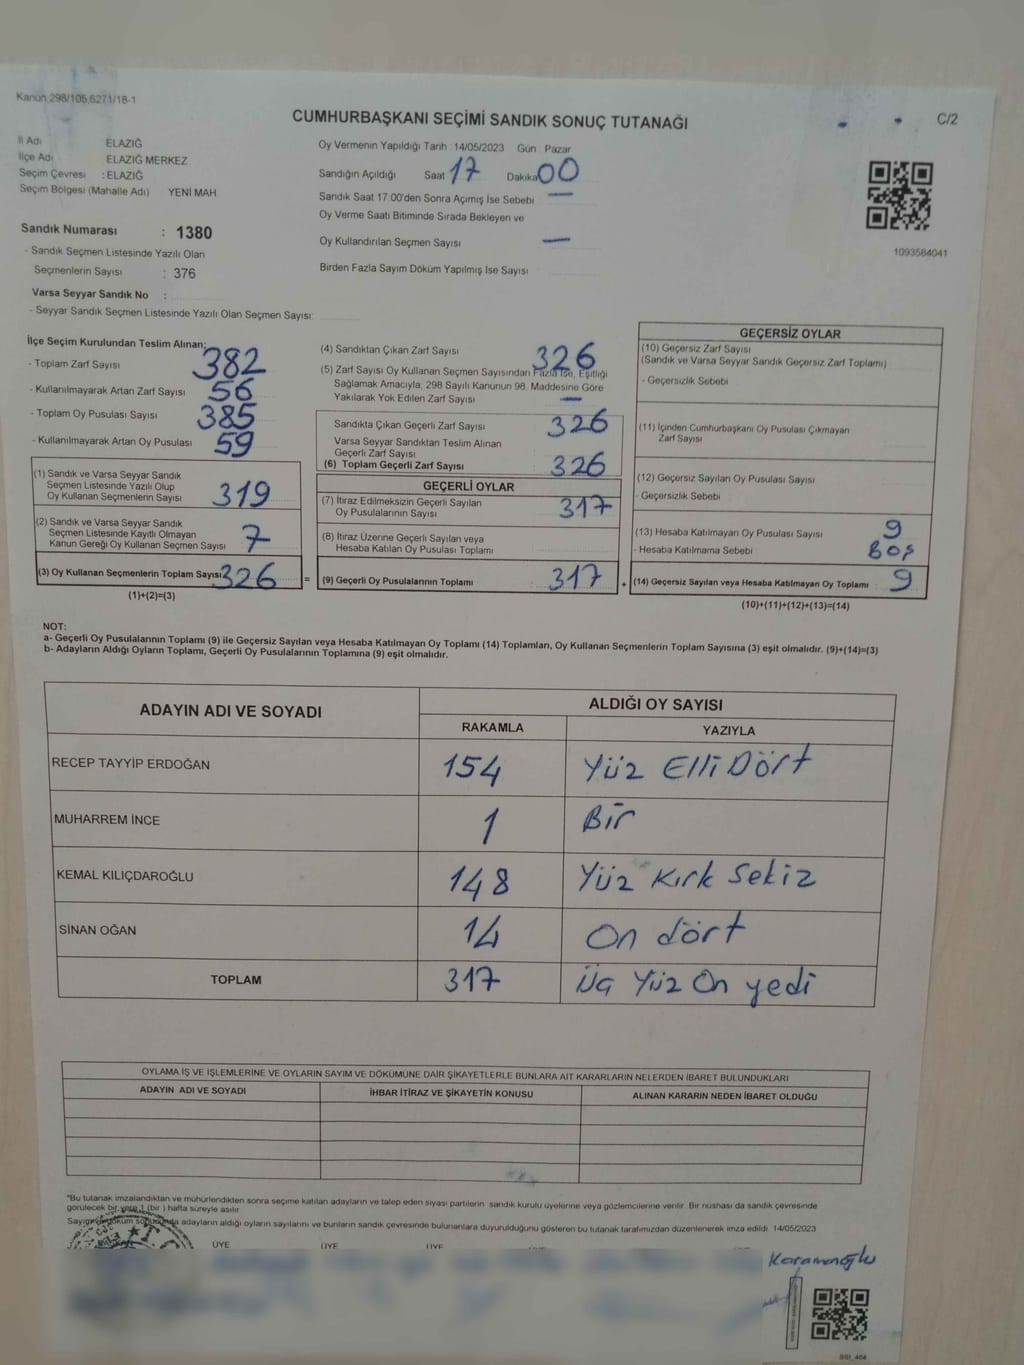 Kanun 298/105,6271/18-1
CUMHURBAŞKANI SEÇİMİ SANDIK SONUÇ TUTANAĞI
C/2
İl Adı ELAZIĞ
İlçe Adı ELAZIĞ MERKEZ
Seçim Çevresi : ELAZIĞ
Seçim Bölgesi (Mahalle Adı) YENİ MAH
Sandık Numarası : 1380
- Sandık Seçmen Listesinde Yazılı Olan
Seçmenlerin Sayısı : 376
Varsa Seyyar Sandık No :
- Seyyar Sandık Seçmen Listesinde Yazılı Olan Seçmen Sayısı:
Oy Vermenin Yapıldığı Tarih : 14/05/2023 Gün Pazar
Sandığın Açıldığı Saat 17 Dakika 00
Sandık Saat 17:00'den Sonra Açımış İse Sebebi —
Oy Verme Saati Bitiminde Sırada Bekleyen ve
Oy Kullandırılan Seçmen Sayısı —
Birden Fazla Sayım Döküm Yapılmış İse Sayısı
1093584041
İlçe Seçim Kurulundan Teslim Alınan:
- Toplam Zarf Sayısı 382
- Kullanılmayarak Artan Zarf Sayısı 56
- Toplam Oy Pusulası Sayısı 385
- Kullanılmayarak Artan Oy Pusulası 59
(1) Sandık ve Varsa Seyyar Sandık
Seçmen Listesinde Yazılı Olup
Oy Kullanan Seçmenlerin Sayısı 319
(2) Sandık ve Varsa Seyyar Sandık
Seçmen Listesinde Kayıtlı Olmayan
Kanun Gereği Oy Kullanan Seçmen Sayısı 7
(3) Oy Kullanan Seçmenlerin Toplam Sayısı 326
(1)+(2)=(3)
(4) Sandıktan Çıkan Zarf Sayısı 326
(5) Zarf Sayısı Oy Kullanan Seçmen Sayısından Fazla İse, Eşitliği
Sağlamak Amacıyla, 298 Sayılı Kanunun 98. Maddesine Göre
Yakılarak Yok Edilen Zarf Sayısı —
Sandıkta Çıkan Geçerli Zarf Sayısı 326
Varsa Seyyar Sandıktan Teslim Alınan
Geçerli Zarf Sayısı
(6) Toplam Geçerli Zarf Sayısı 326
GEÇERLİ OYLAR
(7) İtiraz Edilmeksizin Geçerli Sayılan
Oy Pusulalarının Sayısı 317
(8) İtiraz Üzerine Geçerli Sayılan veya
Hesaba Katılan Oy Pusulası Toplamı
= (9) Geçerli Oy Pusulalarının Toplamı : 317
GEÇERSİZ OYLAR
(10) Geçersiz Zarf Sayısı
(Sandık ve Varsa Seyyar Sandık Geçersiz Zarf Toplamı)
- Geçersizlik Sebebi
(11) İçinden Cumhurbaşkanı Oy Pusulası Çıkmayan
Zarf Sayısı
(12) Geçersiz Sayılan Oy Pusulası Sayısı
- Geçersizlik Sebebi
(13) Hesaba Katılmayan Oy Pusulası Sayısı 9
- Hesaba Katılmama Sebebi BOŞ
+ (14) Geçersiz Sayılan veya Hesaba Katılmayan Oy Toplamı 9
(10)+(11)+(12)+(13)=(14)
NOT:
a- Geçerli Oy Pusulalarının Toplamı (9) ile Geçersiz Sayılan veya Hesaba Katılmayan Oy Toplamı (14) Toplamları, Oy Kullanan Seçmenlerin Toplam Sayısına (3) eşit olmalıdır. (9)+(14)=(3)
b- Adayların Aldığı Oyların Toplamı, Geçerli Oy Pusulalarının Toplamına (9) eşit olmalıdır.
ADAYIN ADI VE SOYADI ALDIĞI OY SAYISI
RAKAMLA YAZIYLA
RECEP TAYYİP ERDOĞAN 154 Yüz Elli Dört
MUHARREM İNCE 1 Bir
KEMAL KILIÇDAROĞLU 148 Yüz Kırk Sekiz
SİNAN OĞAN 14 On dört
TOPLAM 317 Üç Yüz On yedi
OYLAMA İŞ VE İŞLEMLERİNE VE OYLARIN SAYIM VE DÖKÜMÜNE DAİR ŞİKAYETLERLE BUNLARA AİT KARARLARIN NELERDEN İBARET BULUNDUKLARI
ADAYIN ADI VE SOYADI İHBAR İTİRAZ VE ŞİKAYETİN KONUSU ALINAN KARARIN NEDEN İBARET OLDUĞU
*Bu tutanak imzalandıktan ve mühürlendikten sonra seçime katılan adayların ve talep eden siyasi partilerin sandık kurulu üyelerine veya gözlemcilerine verilir. Bir nüshası da sandık çevresinde
görülecek bir yere 1 (bir ) hafta süreyle asılır
Sayım döküm sonunda adayların aldığı oyların sayılarını ve bunların sandık çevresinde bulunanlara duyurulduğunu gösteren bu tutanak tarafımızdan düzenlenerek imza edildi 14/05/2023
ÜYE ÜYE ÜYE
Karamanoğlu